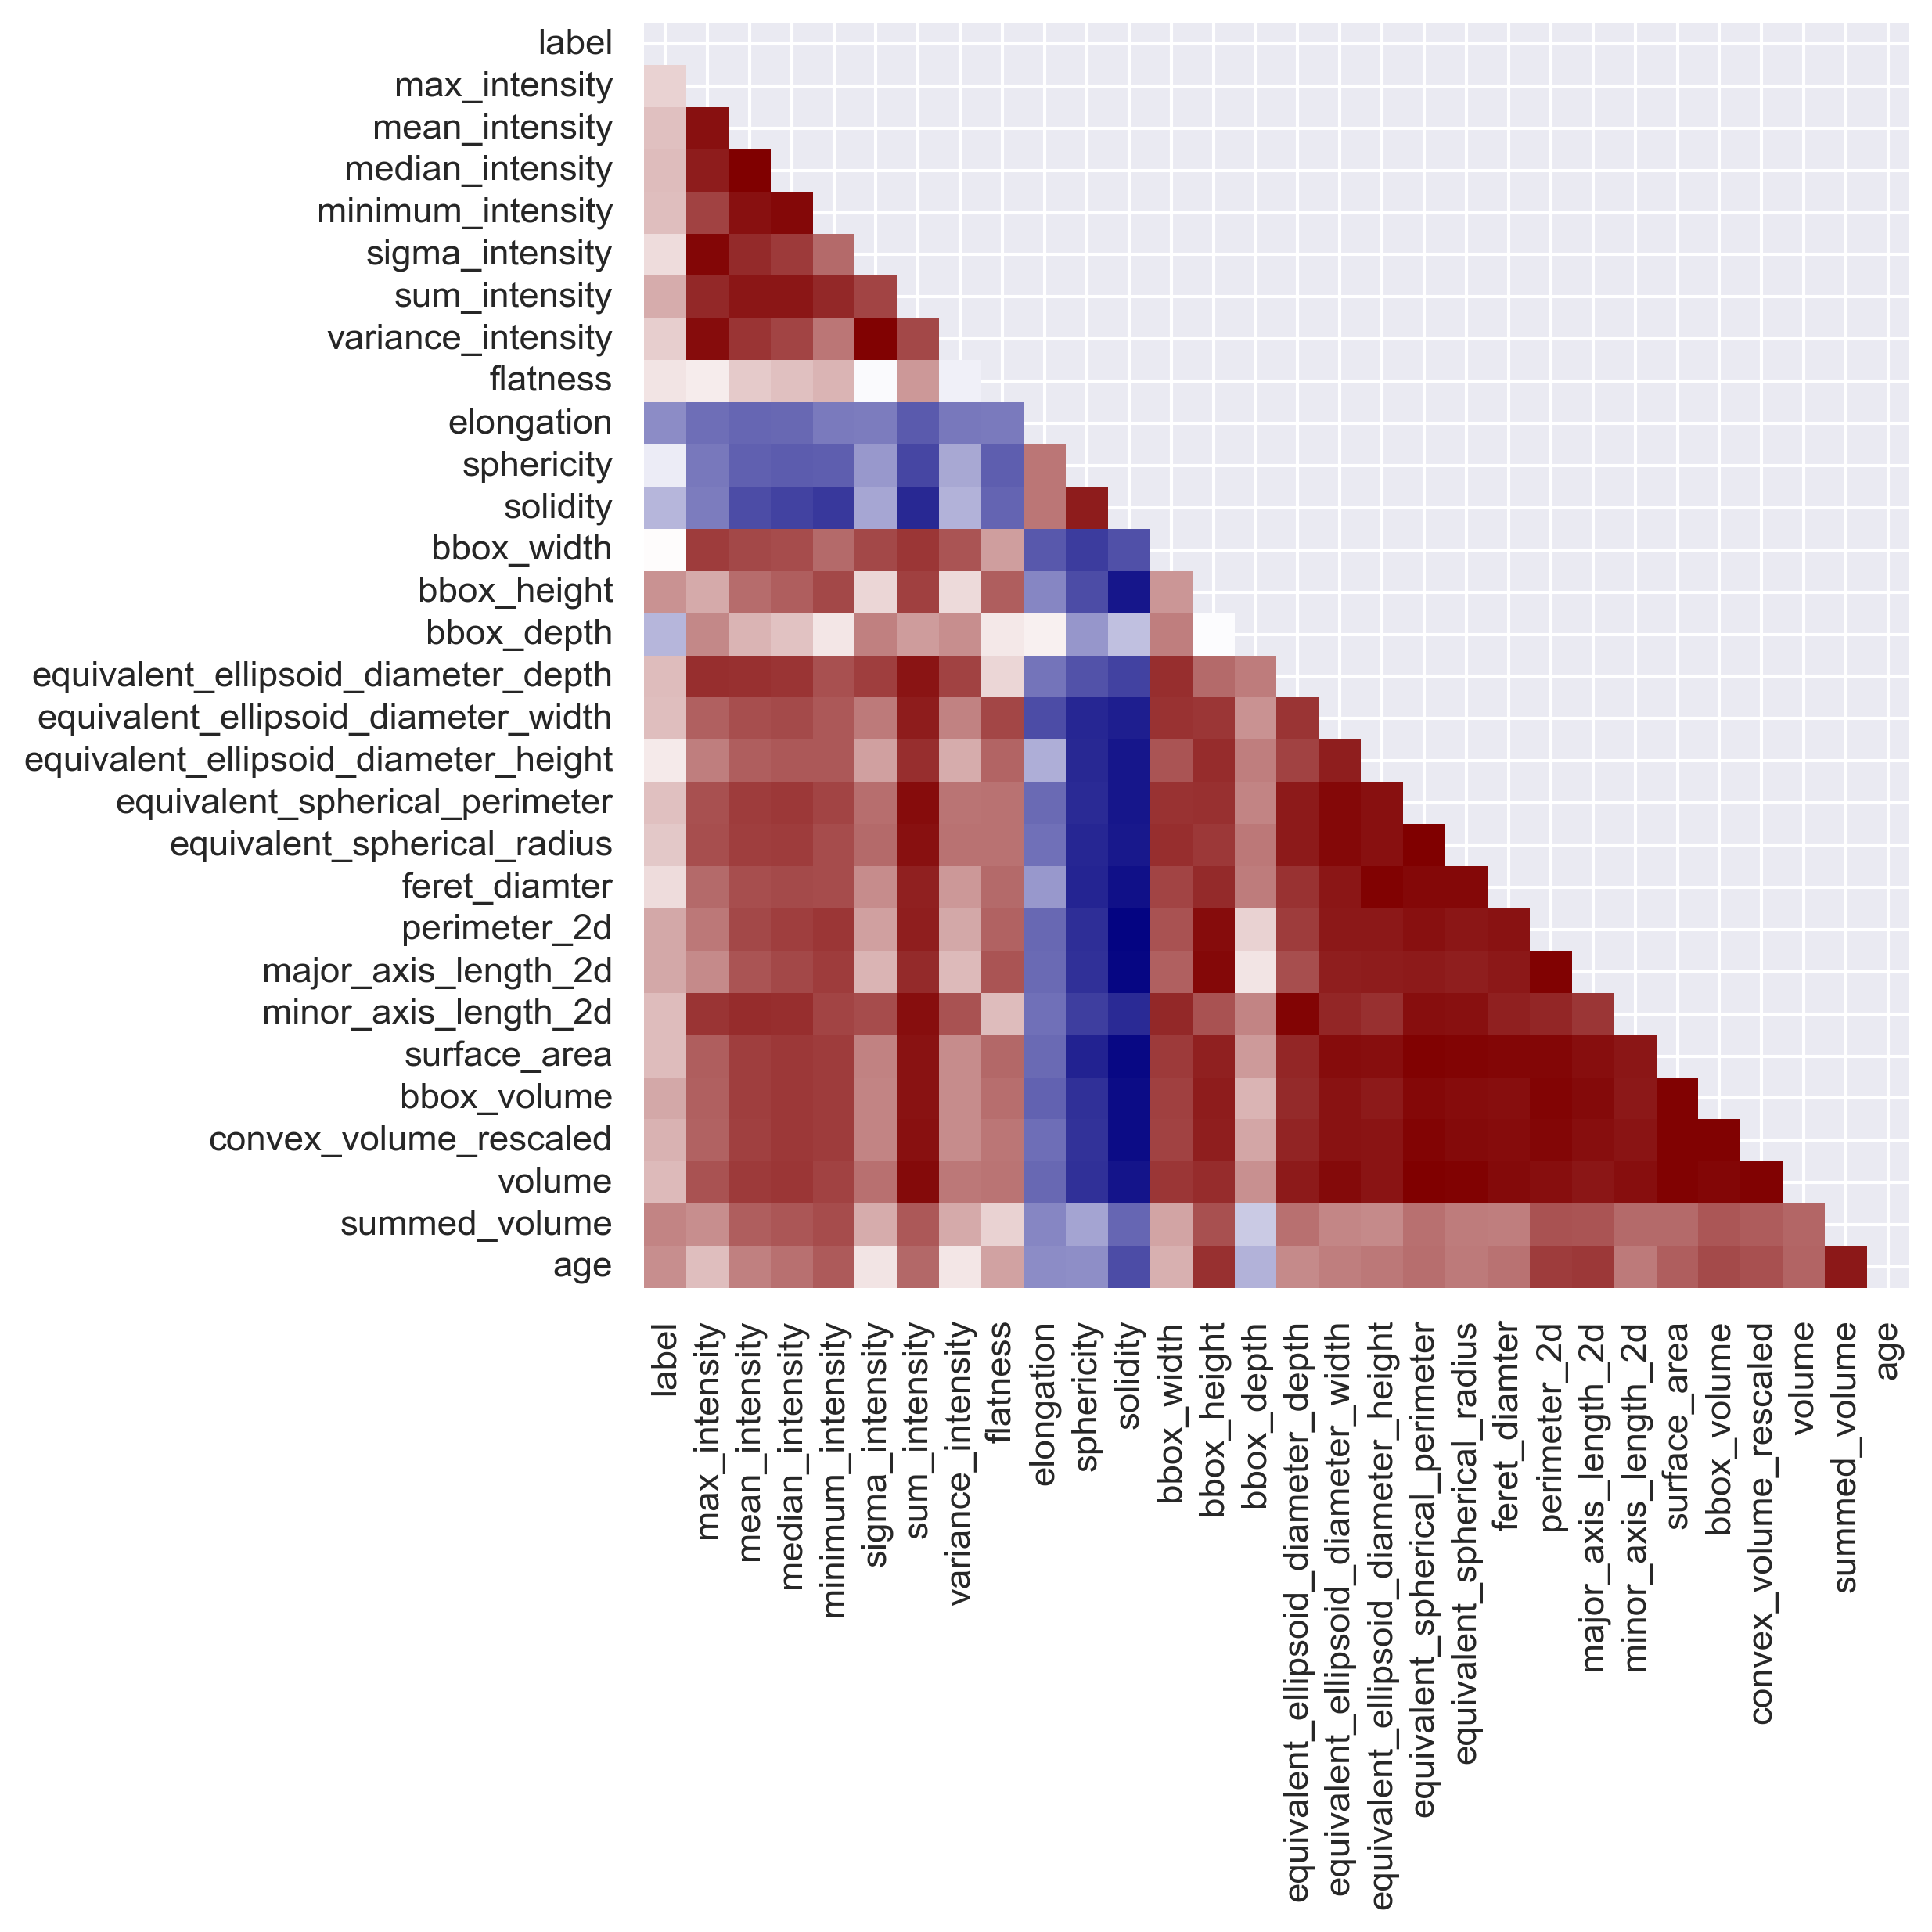 label
max_intensity
mean_intensity
median_intensity
minimum_intensity
sigma_intensity
sum_intensity
variance_intensity
flatness
elongation
sphericity
solidity
bbox_width
bbox_height
bbox_depth
equivalent_ellipsoid_diameter_depth
equivalent_ellipsoid_diameter_width
equivalent_ellipsoid_diameter_height
equivalent_spherical_perimeter
equivalent_spherical_radius
feret_diamter
perimeter_2d
major_axis_length_2d
minor_axis_length_2d
surface_area
bbox_volume
convex_volume_rescaled
volume
summed_volume
age
label
max_intensity
mean_intensity
median_intensity
minimum_intensity
sigma_intensity
sum_intensity
variance_intensity
flatness
elongation
sphericity
solidity
bbox_width
bbox_height
bbox_depth
equivalent_ellipsoid_diameter_depth
equivalent_ellipsoid_diameter_width
equivalent_ellipsoid_diameter_height
equivalent_spherical_perimeter
equivalent_spherical_radius
feret_diamter
perimeter_2d
major_axis_length_2d
minor_axis_length_2d
surface_area
bbox_volume
convex_volume_rescaled
volume
summed_volume
age